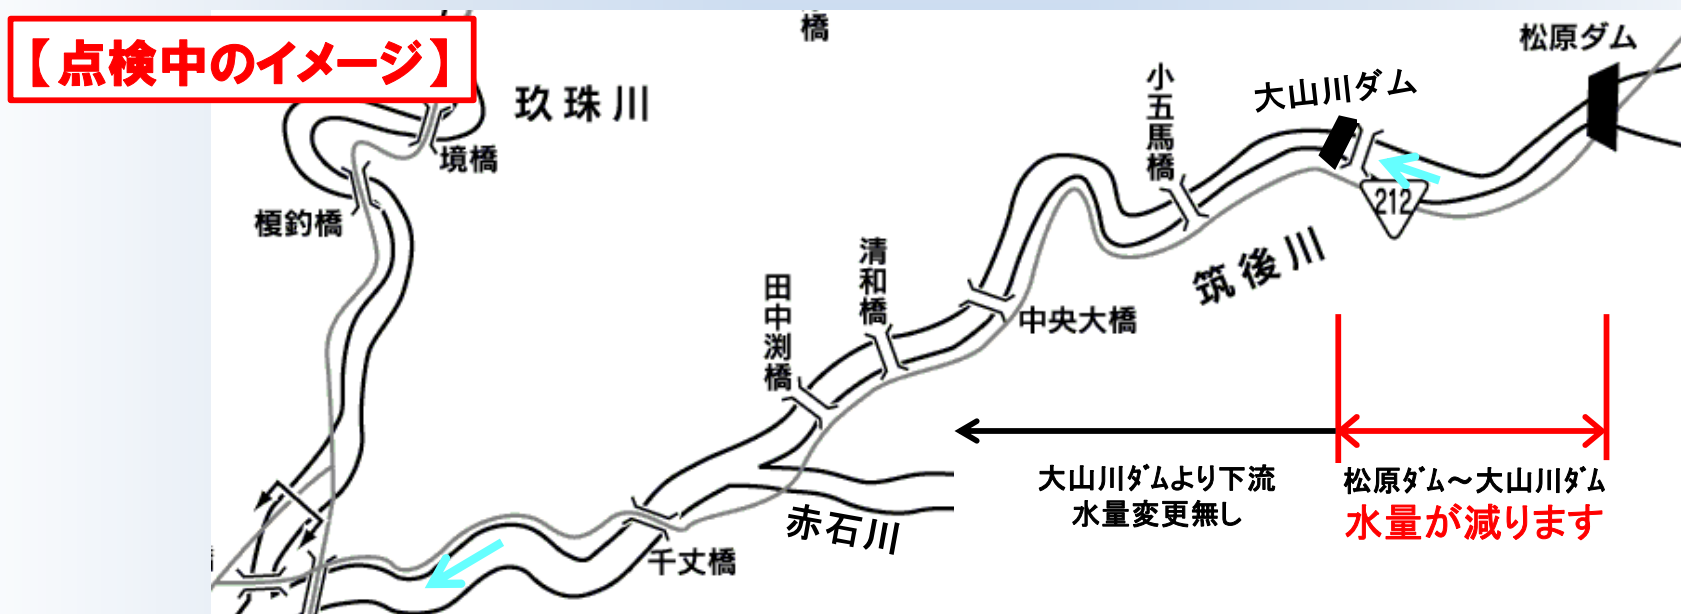 【点検中のイメージ】
橋
松原ダム
大山川ダム
小五馬橋
玖珠川
境橋
212
榎釣橋
筑後川
清和橋
田中渕橋
中央大橋
大山川ダムより下流
水量変更無し
松原ダム～大山川ダム
水量が減ります
赤石川
千丈橋